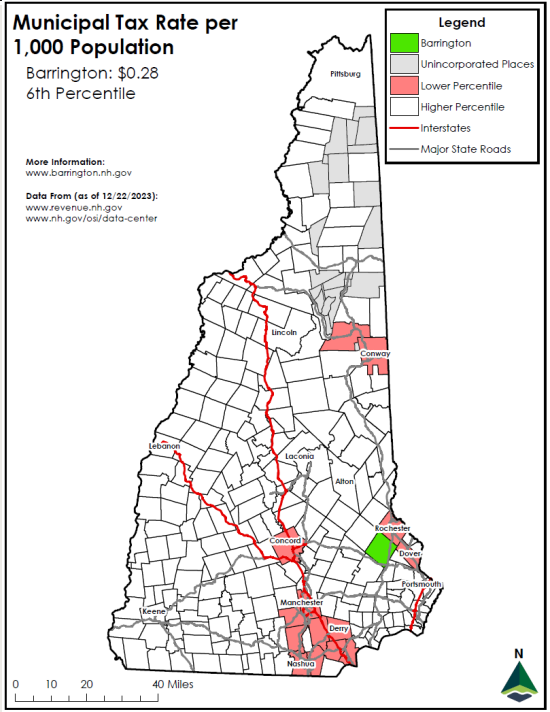 Municipal Tax Rate per
1,000 Population
Barrington: $0.28
6th Percentile
More Information:
www.barrington.nh.gov
Data From (as of 12/22/2023):
www.revenue.nh.gov
www.nh.gov/osi/data-center
Legend
Barrington
Unincorporated Places
Lower Percentile
Higher Percentile
Interstates
Major State Roads
Pittsburg
Lincoln
Conway
Lebanon
Laconia
Alton
Rochester
Concord
Dover
Portsmouth
Manchester
Keene
Derry
Nashua
N
0 10 20 40 Miles